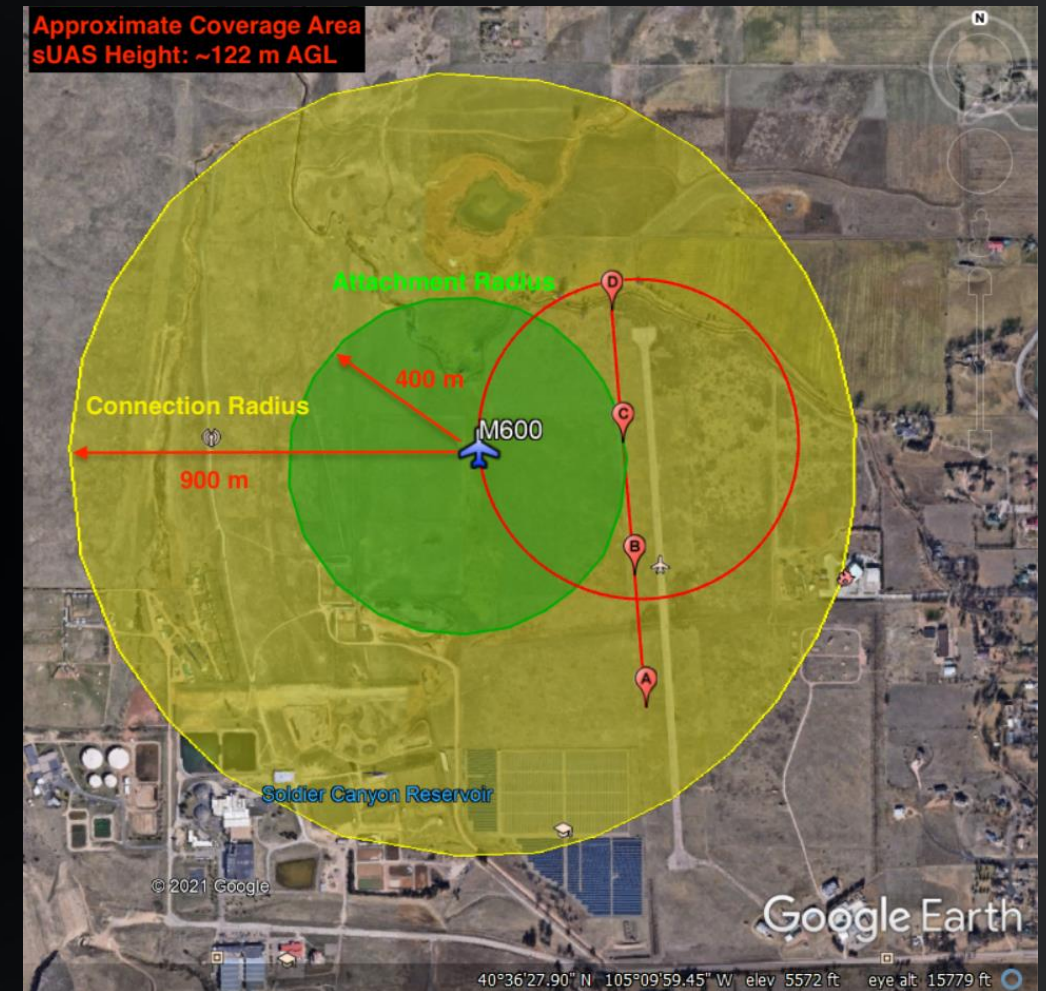 Approximate Coverage Area
sUAS Height: ~122 m AGL
N
Attachment Radius
D
400 m
Connection Radius
C
M600
900 m
B
A
Soldier Canyon Reservoir
© 2021 Google
Google Earth
40°36'27.90" N 105°09'59.45" W elev 5572 ft eye alt 15779 ft